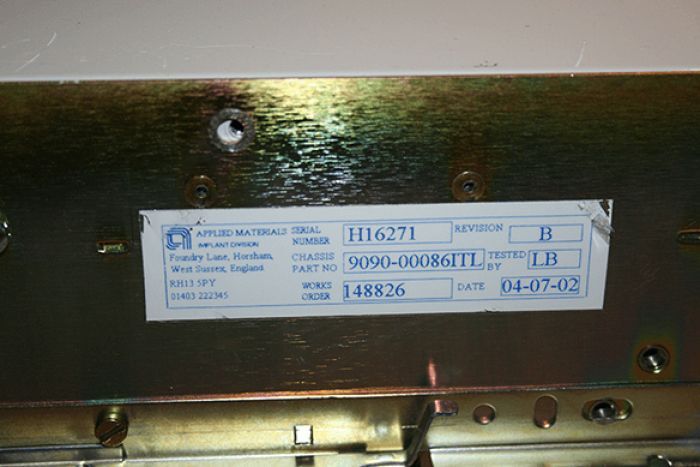 APPLIED MATERIALS
IMPLANT DIVISION
Foundry Lane, Horsham,
West Sussex, England.
RH13 5PY
01403 222345
SERIAL NUMBER H16271 REVISION B
CHASSIS PART NO 9090-00086ITL TESTED BY LB
WORKS ORDER 148826 DATE 04-07-02